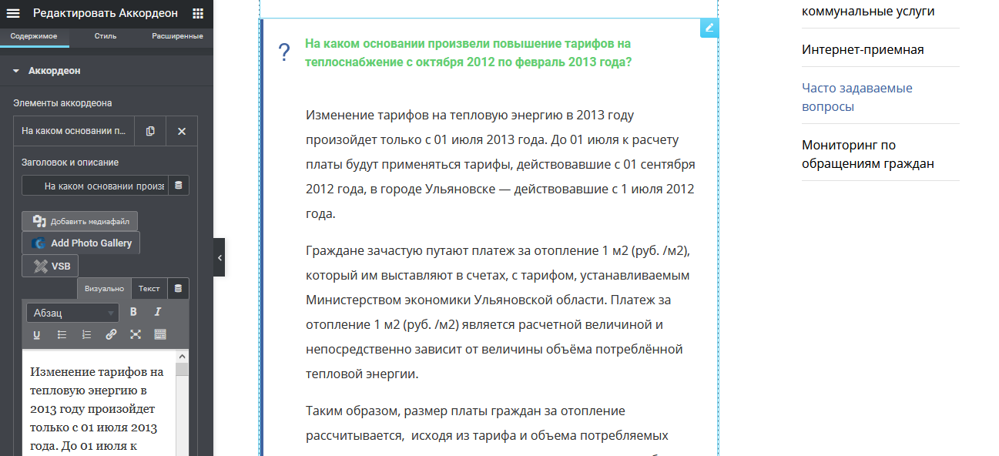 Редактировать Аккордеон
Содержимое
Стиль
Расширенные
Аккордеон
Элементы аккордеона
На каком основании п...
Заголовок и описание
На каком основании произв
Добавить медиафайл
Add Photo Gallery
VSB
Визуально
Текст
Абзац
B
I
U
Изменение тарифов на
тепловую энергию в
2013 году произойдет
только с 01 июля 2013
года. До 01 июля к
?
На каком основании произвели повышение тарифов на
теплоснабжение с октября 2012 по февраль 2013 года?
Изменение тарифов на тепловую энергию в 2013 году
произойдет только с 01 июля 2013 года. До 01 июля к расчету
платы будут применяться тарифы, действовавшие с 01 сентября
2012 года, в городе Ульяновске — действовавшие с 1 июля 2012
года.
Граждане зачастую путают платеж за отопление 1 м2 (руб. /м2),
который им выставляют в счетах, с тарифом, устанавливаемым
Министерством экономики Ульяновской области. Платеж за
отопление 1 м2 (руб. /м2) является расчетной величиной и
непосредственно зависит от величины объёма потреблённой
тепловой энергии.
Таким образом, размер платы граждан за отопление
рассчитывается, исходя из тарифа и объема потребляемых
коммунальные услуги
Интернет-приемная
Часто задаваемые
вопросы
Мониторинг по
обращениям граждан